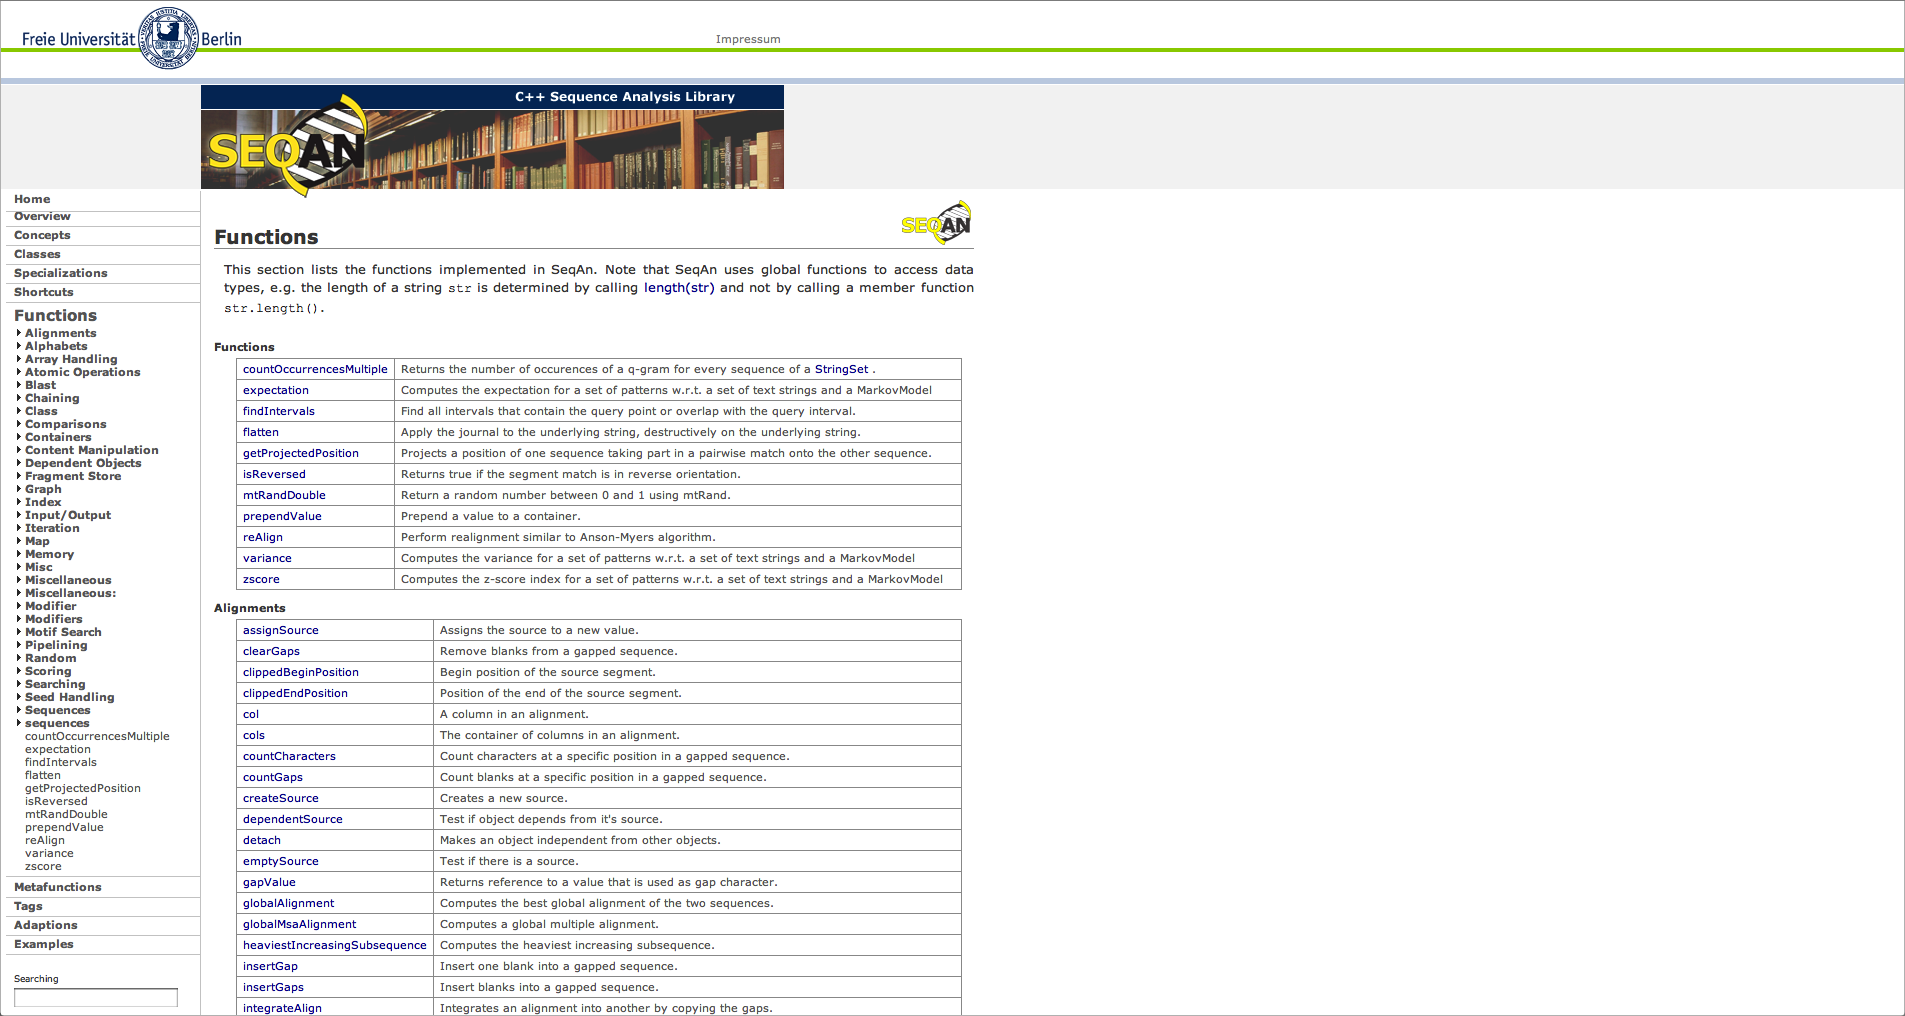 Freie Universität Berlin
Impressum
C++ Sequence Analysis Library
SEQAN
Home
Overview
Concepts
Classes
Specializations
Shortcuts
Functions
Alignments
Alphabets
Array Handling
Atomic Operations
Blast
Chaining
Class
Comparisons
Containers
Content Manipulation
Dependent Objects
Fragment Store
Graph
Index
Input/Output
Iteration
Map
Memory
Misc
Miscellaneous
Miscellaneous:
Modifier
Modifiers
Motif Search
Pipelining
Random
Scoring
Searching
Seed Handling
Sequences
sequences
countOccurrencesMultiple
expectation
findIntervals
flatten
getProjectedPosition
isReversed
mtRandDouble
prependValue
reAlign
variance
zscore
Metafunctions
Tags
Adaptions
Examples
Searching
SEQAN
Functions
This section lists the functions implemented in SeqAn. Note that SeqAn uses global functions to access data
types, e.g. the length of a string str is determined by calling length(str) and not by calling a member function
str.length().
Functions
countOccurrencesMultiple Returns the number of occurences of a q-gram for every sequence of a StringSet .
expectation Computes the expectation for a set of patterns w.r.t. a set of text strings and a MarkovModel
findIntervals Find all intervals that contain the query point or overlap with the query interval.
flatten Apply the journal to the underlying string, destructively on the underlying string.
getProjectedPosition Projects a position of one sequence taking part in a pairwise match onto the other sequence.
isReversed Returns true if the segment match is in reverse orientation.
mtRandDouble Return a random number between 0 and 1 using mtRand.
prependValue Prepend a value to a container.
reAlign Perform realignment similar to Anson-Myers algorithm.
variance Computes the variance for a set of patterns w.r.t. a set of text strings and a MarkovModel
zscore Computes the z-score index for a set of patterns w.r.t. a set of text strings and a MarkovModel
Alignments
assignSource Assigns the source to a new value.
clearGaps Remove blanks from a gapped sequence.
clippedBeginPosition Begin position of the source segment.
clippedEndPosition Position of the end of the source segment.
col A column in an alignment.
cols The container of columns in an alignment.
countCharacters Count characters at a specific position in a gapped sequence.
countGaps Count blanks at a specific position in a gapped sequence.
createSource Creates a new source.
dependentSource Test if object depends from it's source.
detach Makes an object independent from other objects.
emptySource Test if there is a source.
gapValue Returns reference to a value that is used as gap character.
globalAlignment Computes the best global alignment of the two sequences.
globalMsaAlignment Computes a global multiple alignment.
heaviestIncreasingSubsequence Computes the heaviest increasing subsequence.
insertGap Insert one blank into a gapped sequence.
insertGaps Insert blanks into a gapped sequence.
integrateAlign Integrates an alignment into another by copying the gaps.